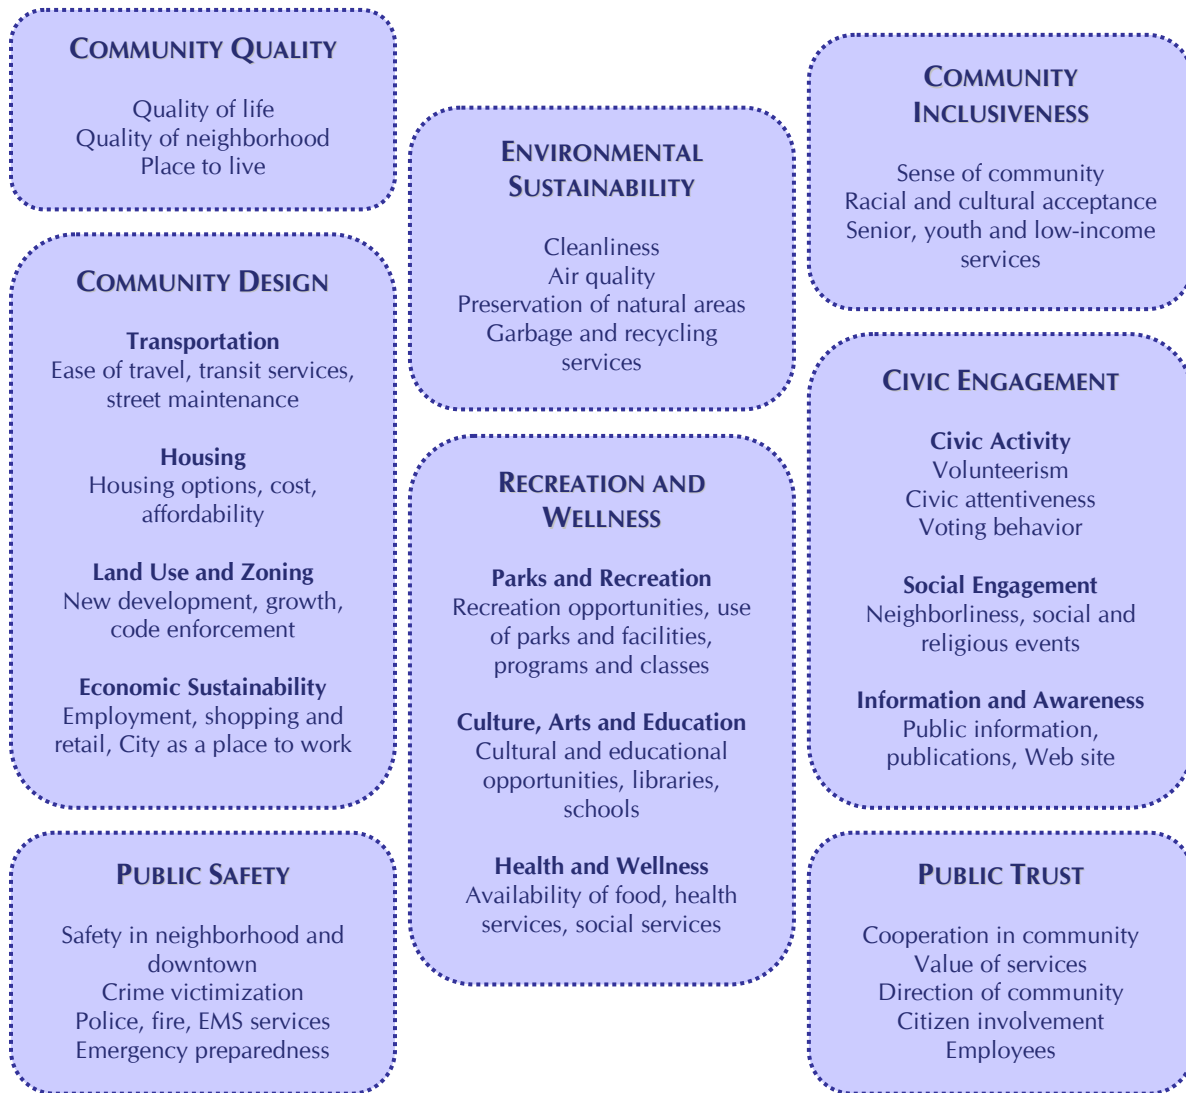 COMMUNITY QUALITY
Quality of life
Quality of neighborhood
Place to live
COMMUNITY DESIGN
Transportation
Ease of travel, transit services,
street maintenance
Housing
Housing options, cost,
affordability
Land Use and Zoning
New development, growth,
code enforcement
Economic Sustainability
Employment, shopping and
retail, City as a place to work
PUBLIC SAFETY
Safety in neighborhood and
downtown
Crime victimization
Police, fire, EMS services
Emergency preparedness
ENVIRONMENTAL
SUSTAINABILITY
Cleanliness
Air quality
Preservation of natural areas
Garbage and recycling
services
RECREATION AND
WELLNESS
Parks and Recreation
Recreation opportunities, use
of parks and facilities,
programs and classes
Culture, Arts and Education
Cultural and educational
opportunities, libraries,
schools
Health and Wellness
Availability of food, health
services, social services
COMMUNITY
INCLUSIVENESS
Sense of community
Racial and cultural acceptance
Senior, youth and low-income
services
CIVIC ENGAGEMENT
Civic Activity
Volunteerism
Civic attentiveness
Voting behavior
Social Engagement
Neighborliness, social and
religious events
Information and Awareness
Public information,
publications, Web site
PUBLIC TRUST
Cooperation in community
Value of services
Direction of community
Citizen involvement
Employees